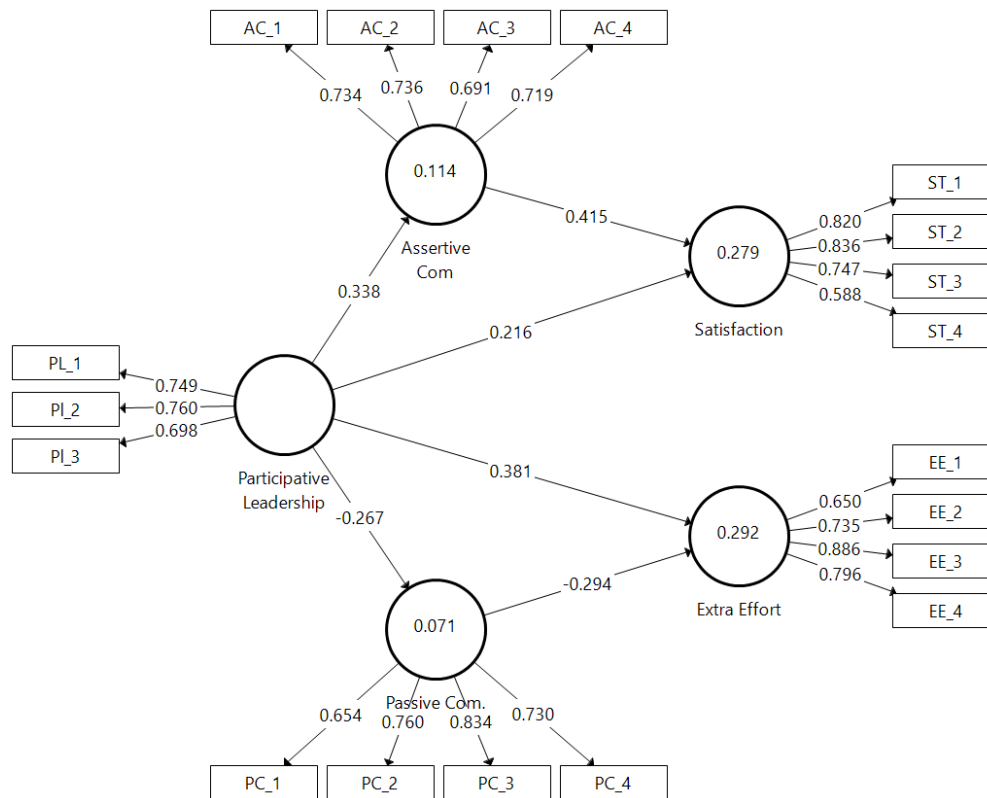 AC_1 AC_2 AC_3 AC_4
0.734 0.736 0.691 0.719
0.114
Assertive
Com
0.415
ST_1
ST_2
ST_3
ST_4
0.820
0.836
0.747
0.588
0.279
Satisfaction
0.338
0.216
PL_1
Pl_2
Pl_3
0.749
0.760
0.698
Participative
Leadership
0.381
-0.267
EE_1
EE_2
EE_3
EE_4
0.650
0.735
0.886
0.796
0.292
Extra Effort
-0.294
0.071
Passive Com.
0.654 0.760 0.834 0.730
PC_1 PC_2 PC_3 PC_4